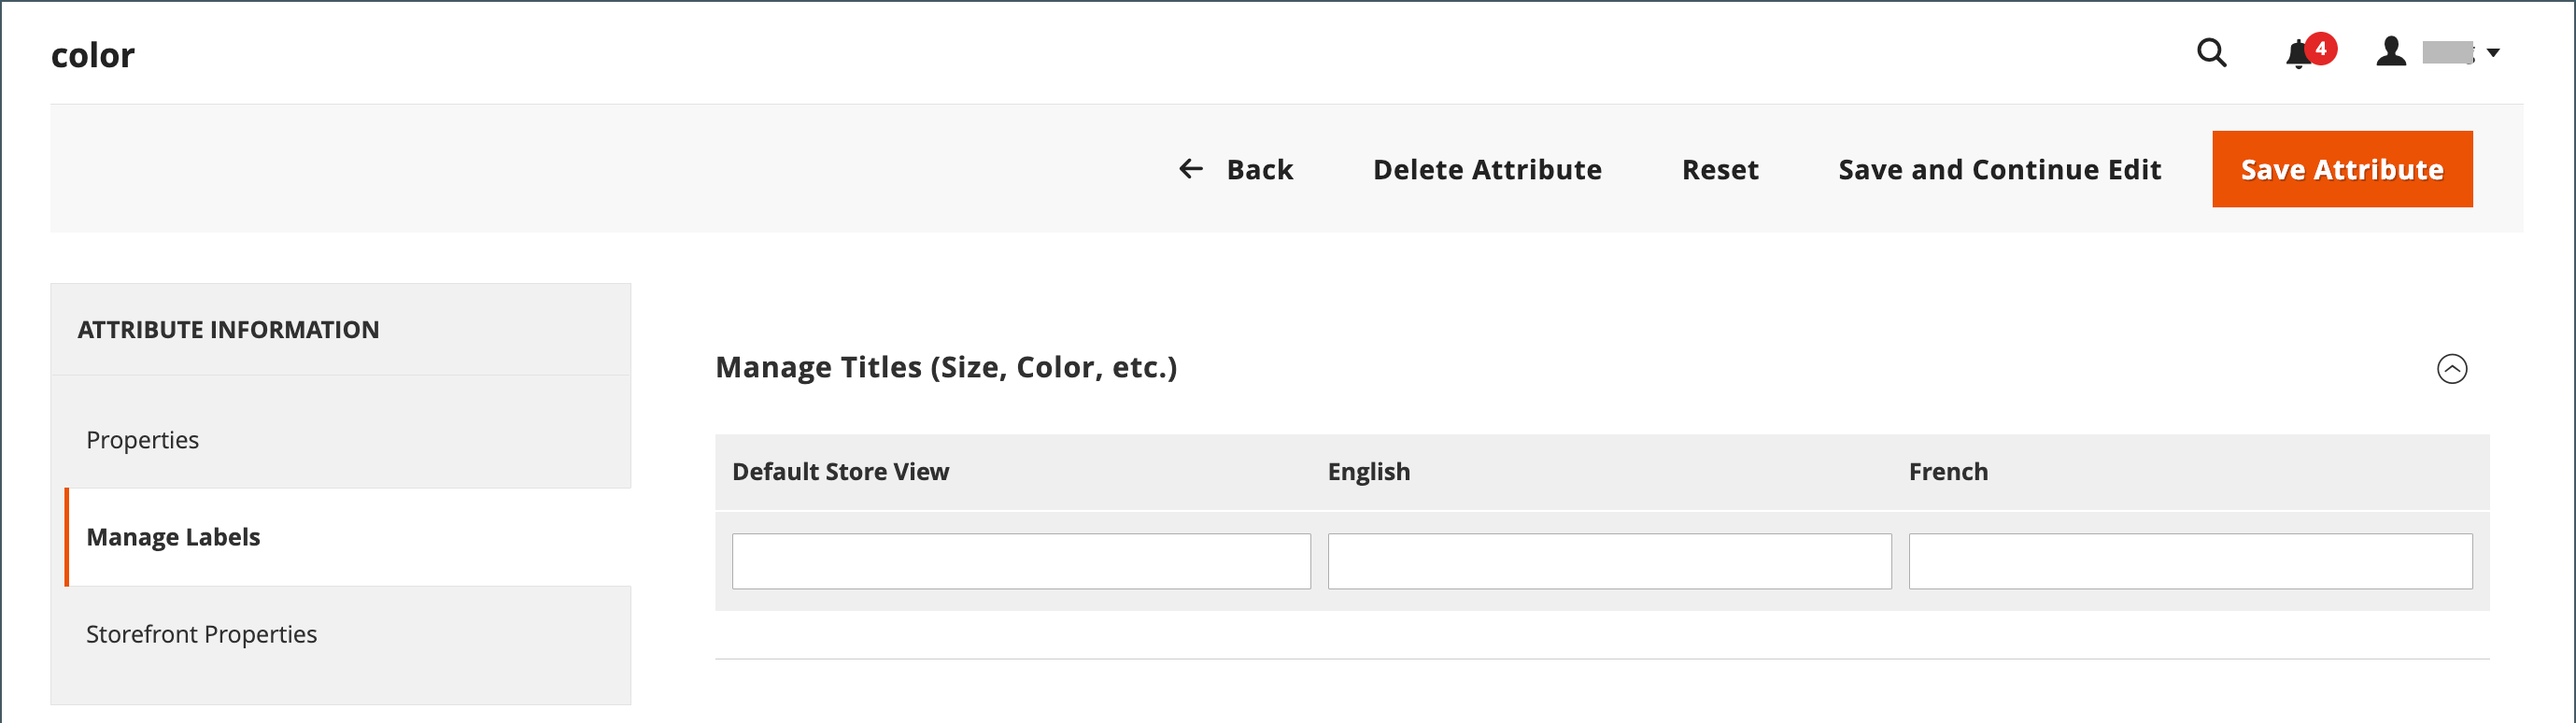 color
4
Back Delete Attribute Reset Save and Continue Edit Save Attribute
ATTRIBUTE INFORMATION
Properties
Manage Labels
Storefront Properties
Manage Titles (Size, Color, etc.)
Default Store View English French